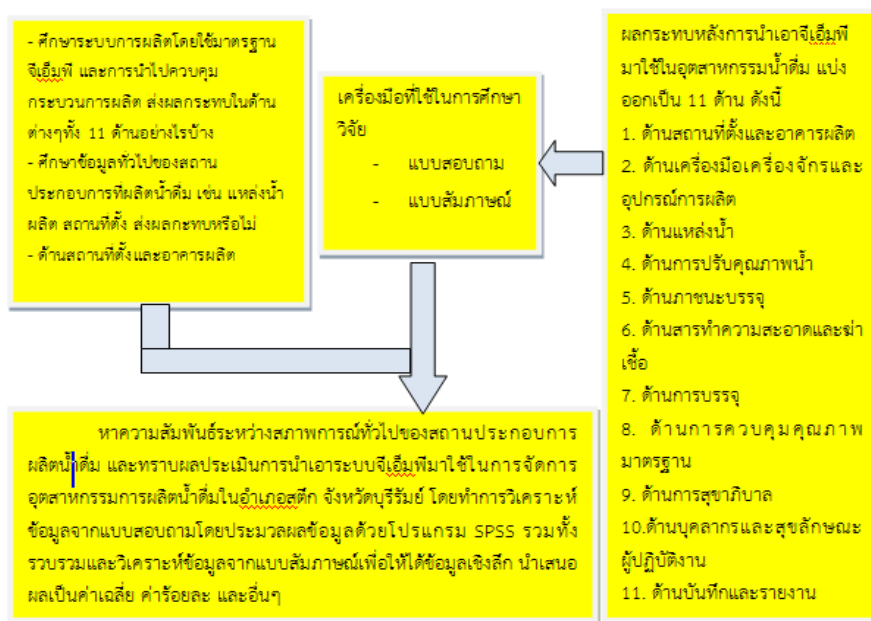 - ศึกษาระบบการผลิตโดยใช้มาตรฐาน
จีเอ็มพี และการนำไปควบคุม
กระบวนการผลิต ส่งผลกระทบในด้าน
ต่างๆทั้ง 11 ด้านอย่างไรบ้าง
- ศึกษาข้อมูลทั่วไปของสถาน
ประกอบการที่ผลิตน้ำดื่ม เช่น แหล่งน้ำ
ผลิต สถานที่ตั้ง ส่งผลกะทบหรือไม่
- ด้านสถานที่ตั้งและอาคารผลิต
เครื่องมือที่ใช้ในการศึกษา
วิจัย
- แบบสอบถาม
- แบบสัมภาษณ์
ผลกระทบหลังการนำเอาจีเอ็มพี
มาใช้ในอุตสาหกรรมน้ำดื่ม แบ่ง
ออกเป็น 11 ด้าน ดังนี้
1. ด้านสถานที่ตั้งและอาคารผลิต
2. ด้านเครื่องมือเครื่องจักรและ
อุปกรณ์การผลิต
3. ด้านแหล่งน้ำ
4. ด้านการปรับคุณภาพน้ำ
5. ด้านภาชนะบรรจุ
6. ด้านสารทำความสะอาดและฆ่า
เชื้อ
7. ด้านการบรรจุ
8. ด้านการควบคุมคุณภาพ
มาตรฐาน
9. ด้านการสุขาภิบาล
10.ด้านบุคลากรและสุขลักษณะ
ผู้ปฏิบัติงาน
11. ด้านบันทึกและรายงาน
หาความสัมพันธ์ระหว่างสภาพการณ์ทั่วไปของสถานประกอบการ
ผลิตน้ำดื่ม และทราบผลประเมินการนำเอาระบบจีเอ็มพีมาใช้ในการจัดการ
อุตสาหกรรมการผลิตน้ำดื่มในอำเภอสตึก จังหวัดบุรีรัมย์ โดยทำการวิเคราะห์
ข้อมูลจากแบบสอบถามโดยประมวลผลข้อมูลด้วยโปรแกรม SPSS รวมทั้ง
รวบรวมและวิเคราะห์ข้อมูลจากแบบสัมภาษณ์เพื่อให้ได้ข้อมูลเชิงลึก นำเสนอ
ผลเป็นค่าเฉลี่ย ค่าร้อยละ และอื่นๆ